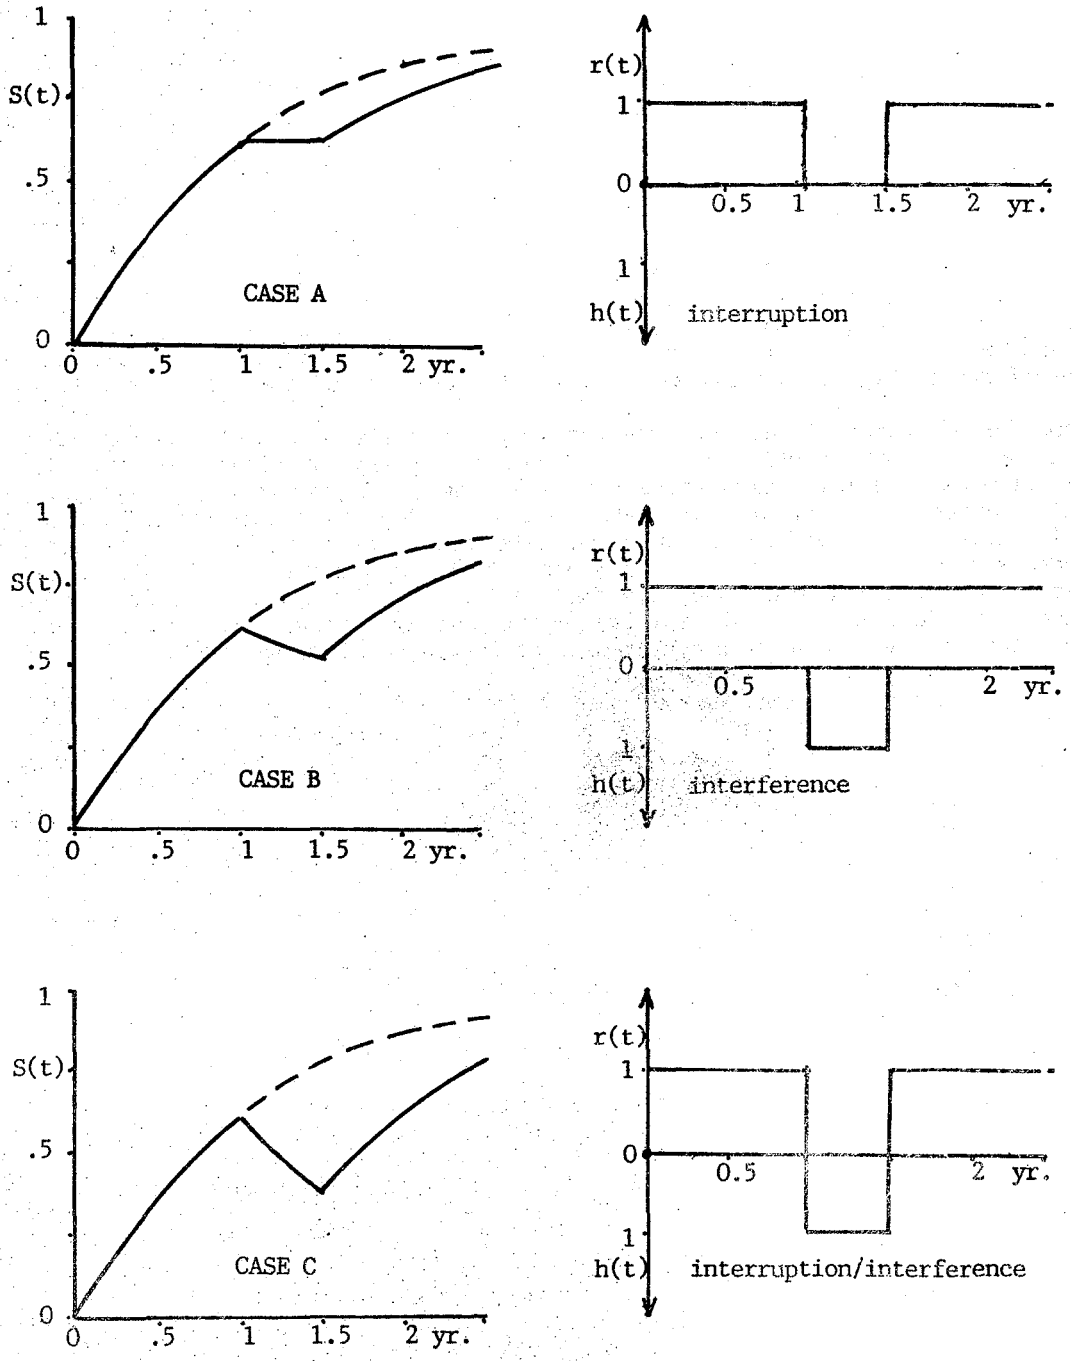 1
S(t)
.5
0
CASE A
0 .5 1 1.5 2 yr.
r(t)
1
0
0.5 1 1.5 2 yr.
1
h(t) interruption
1
S(t)
.5
0
CASE B
0 .5 1 1.5 2 yr.
r(t)
1
0
0.5 2 yr.
1
h(t) interference
1
S(t)
.5
0
CASE C
0 .5 1 1.5 2 yr.
r(t)
1
0
0.5 2 yr.
1
h(t) interruption/interference